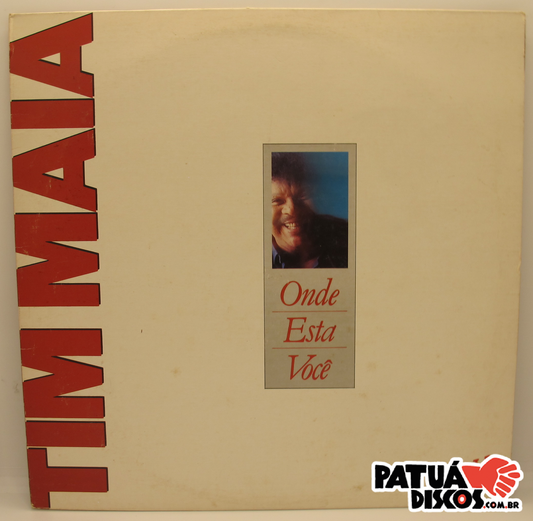 TIM MAIA
Onde
Esta
Você
PATUÁ
DISCOS.COM.BR